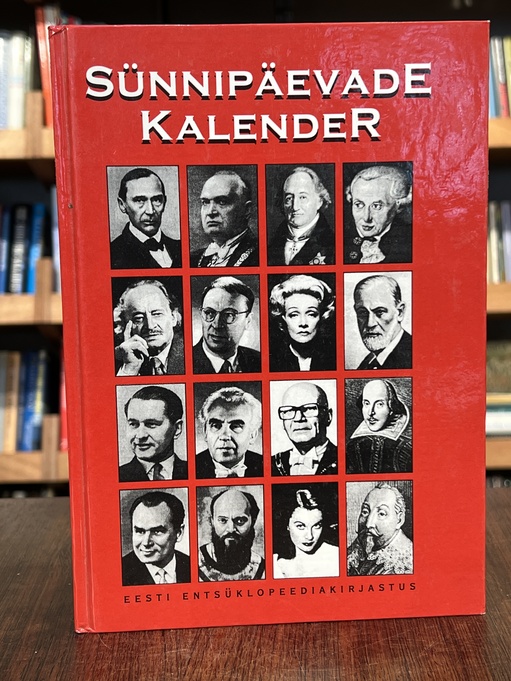 SÜNNIPÄEVADE
KALENDER
EESTI ENTSÜKLOPEEDIAKIRJASTUS